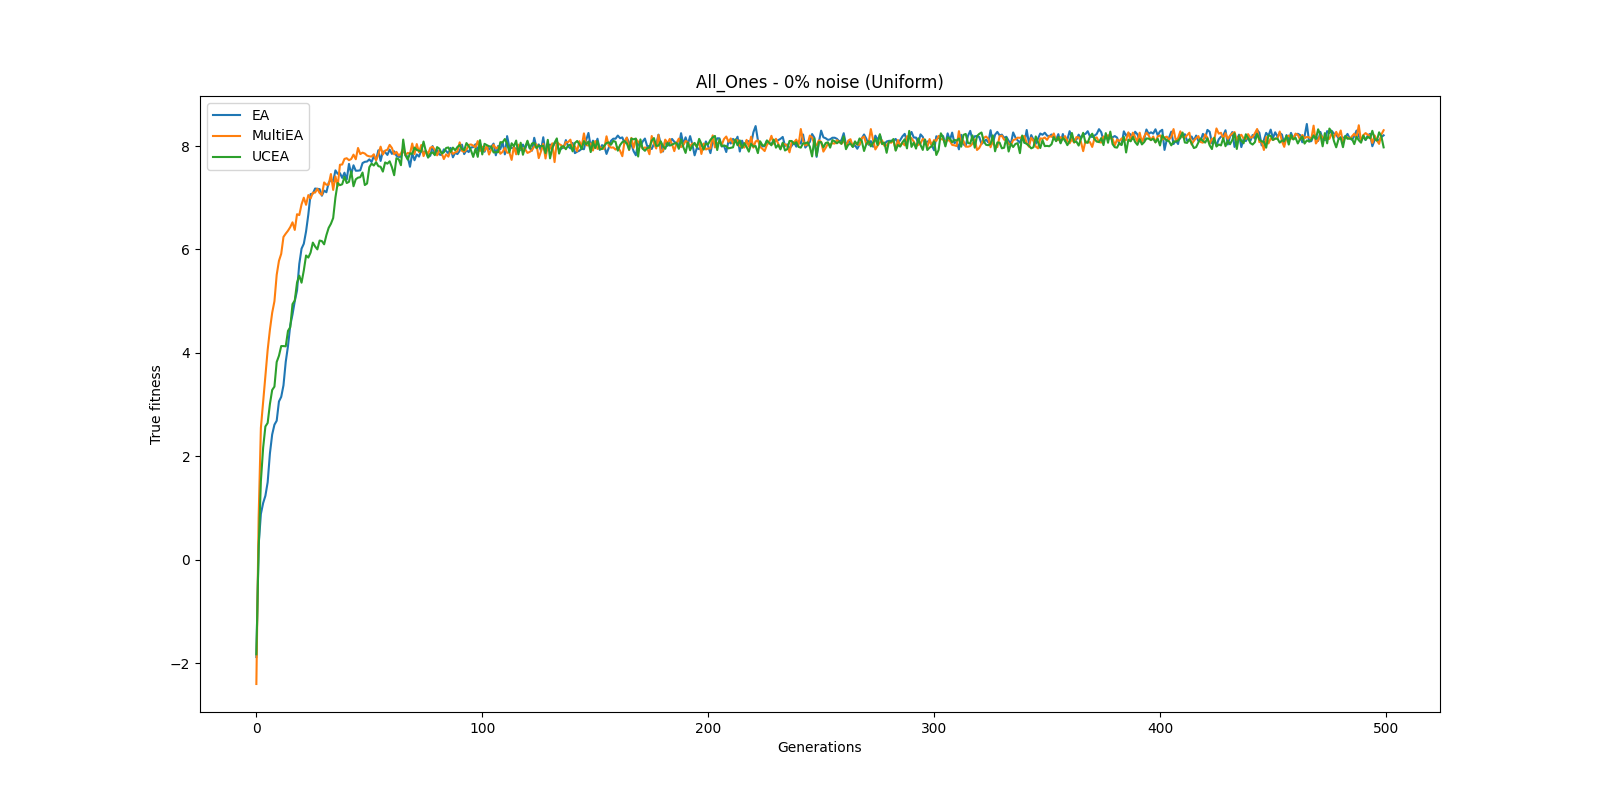 All_Ones - 0% noise (Uniform)
EA
MultiEA
UCEA
8
6
4
2
0
−2
True fitness
0 100 200 300 400 500
Generations